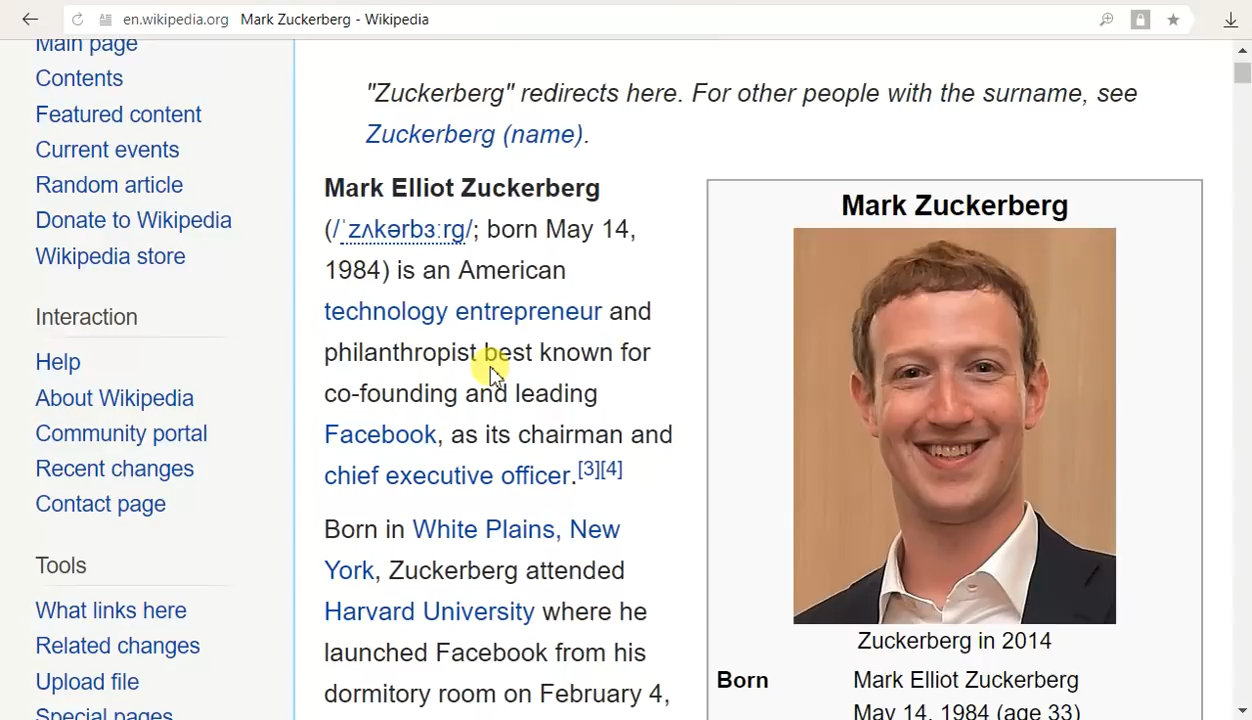 en.wikipedia.org Mark Zuckerberg - Wikipedia
Main page
Contents
Featured content
Current events
Random article
Donate to Wikipedia
Wikipedia store
Interaction
Help
About Wikipedia
Community portal
Recent changes
Contact page
Tools
What links here
Related changes
Upload file
Special pages
"Zuckerberg" redirects here. For other people with the surname, see
Zuckerberg (name).
Mark Elliot Zuckerberg
(/ˈzʌkərbɜːrɡ/; born May 14,
1984) is an American
technology entrepreneur and
philanthropist best known for
co-founding and leading
Facebook, as its chairman and
chief executive officer.[3][4]
Born in White Plains, New
York, Zuckerberg attended
Harvard University where he
launched Facebook from his
dormitory room on February 4,
Mark Zuckerberg
Zuckerberg in 2014
Born Mark Elliot Zuckerberg
May 14, 1984 (age 33)